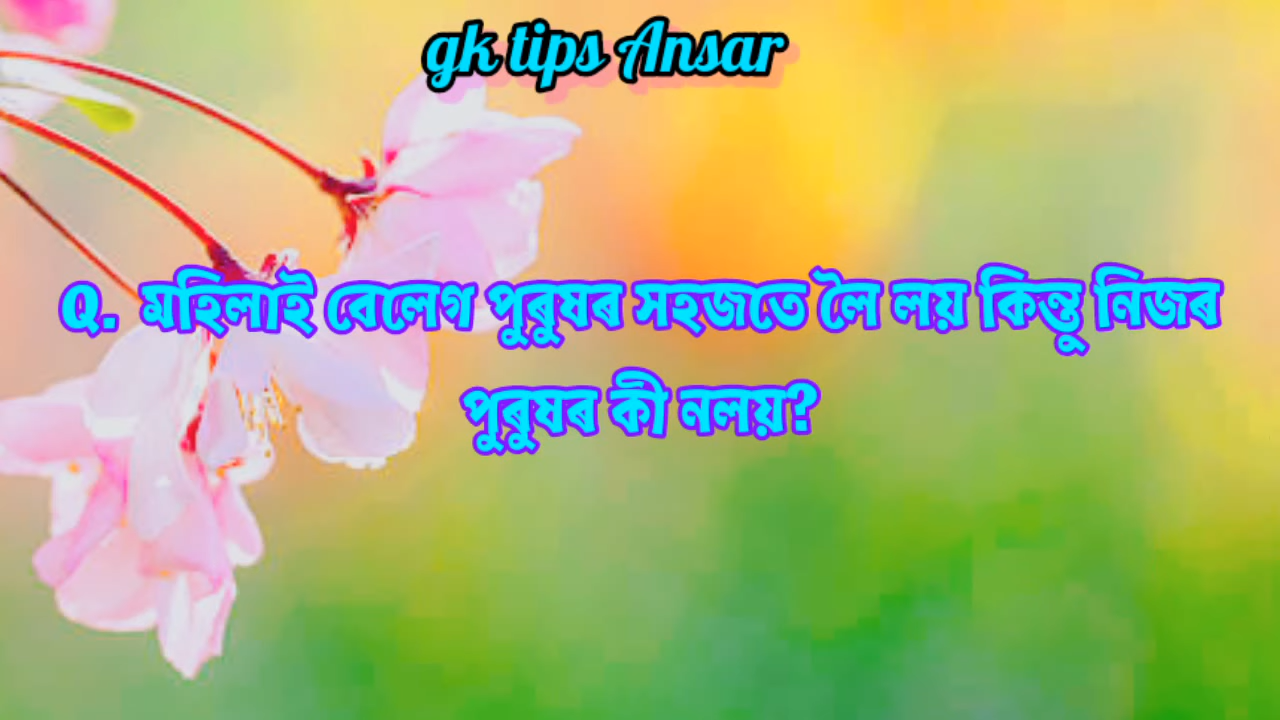 gk tips Ansar
Q. মহিলাই বেলেগ পুৰুষৰ সহজতে লৈ লয় কিন্তু নিজৰ
পুৰুষৰ কী নলয়?